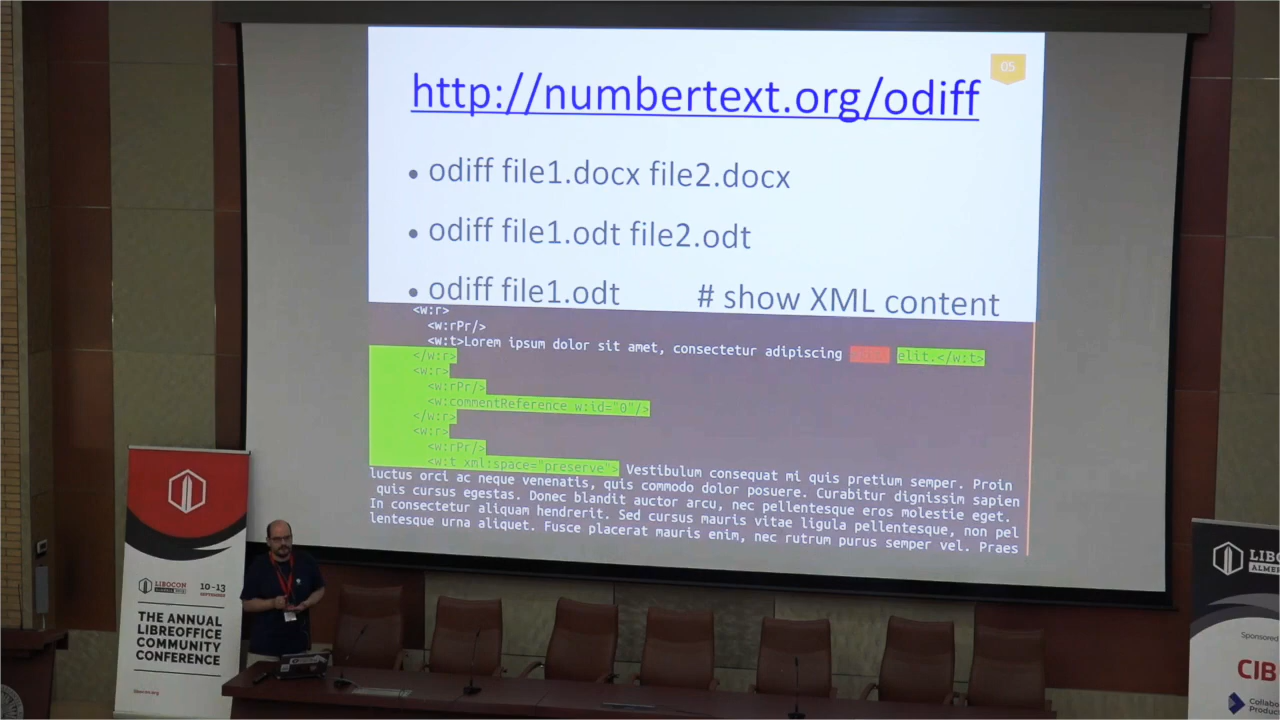 05
http://numbertext.org/odiff
• odiff file1.docx file2.docx
• odiff file1.odt file2.odt
• odiff file1.odt # show XML content
<w:r>
<w:rPr/>
<w:t>Lorem ipsum dolor sit amet, consectetur adipiscing elit.</w:t>
</w:r>
<w:r>
<w:rPr/>
<w:commentReference w:id="0"/>
</w:r>
<w:r>
<w:rPr/>
<w:t xml:space="preserve"> Vestibulum consequat mi quis pretium semper. Proin
luctus orci ac neque venenatis, quis commodo dolor posuere. Curabitur dignissim sapien
quis cursus egestas. Donec blandit auctor arcu, nec pellentesque eros molestie eget.
In consectetur aliquam hendrerit. Sed cursus mauris vitae ligula pellentesque, non pel
lentesque urna aliquet. Fusce placerat mauris enim, nec rutrum purus semper vel. Praes
LIBOCON
10-13
SEPTEMBER
THE ANNUAL
LIBREOFFICE
COMMUNITY
CONFERENCE
LIBO
ALMER
Sponsored
CIB
Collabo
Produc